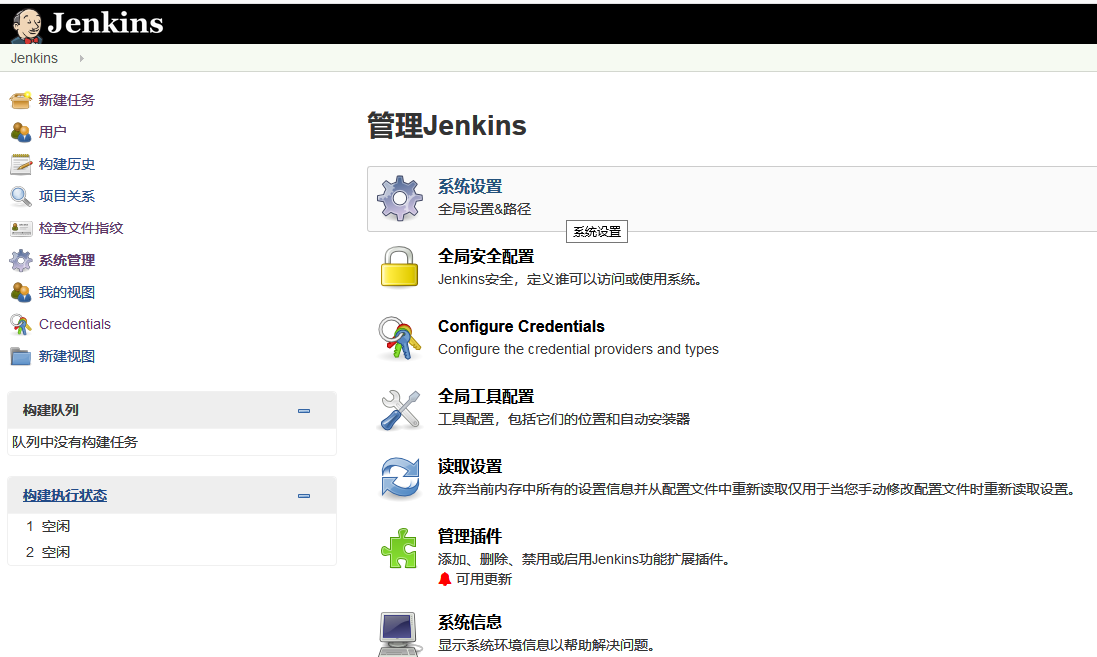 Jenkins
Jenkins
新建任务
用户
构建历史
项目关系
检查文件指纹
系统管理
我的视图
Credentials
新建视图
构建队列
队列中没有构建任务
构建执行状态
1 空闲
2 空闲
管理Jenkins
系统设置
全局设置&路径
系统设置
全局安全配置
Jenkins安全，定义谁可以访问或使用系统。
Configure Credentials
Configure the credential providers and types
全局工具配置
工具配置，包括它们的位置和自动安装器
读取设置
放弃当前内存中所有的设置信息并从配置文件中重新读取仅用于当您手动修改配置文件时重新读取设置。
管理插件
添加、删除、禁用或启用Jenkins功能扩展插件。
可用更新
系统信息
显示系统环境信息以帮助解决问题。